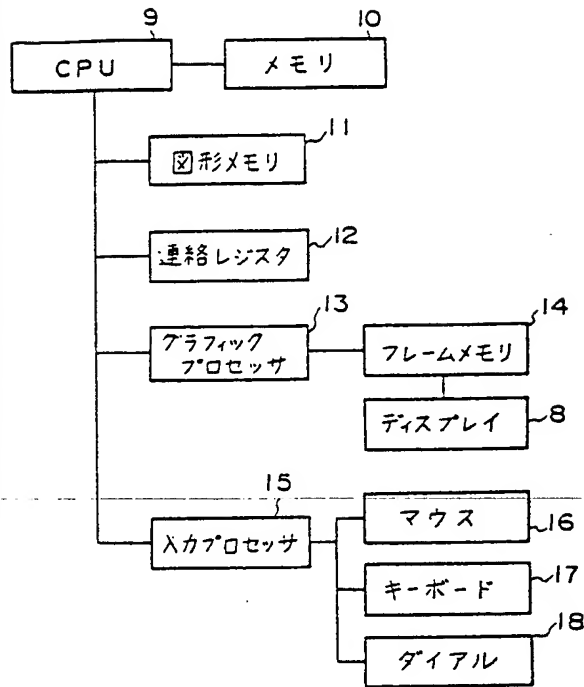 9
CPU
10
メモリ
11
図形メモリ
12
連絡レジスタ
13
グラフィック
プロセッサ
14
フレームメモリ
ディスプレイ
8
15
入力プロセッサ
マウス
16
キーボード
17
ダイアル
18